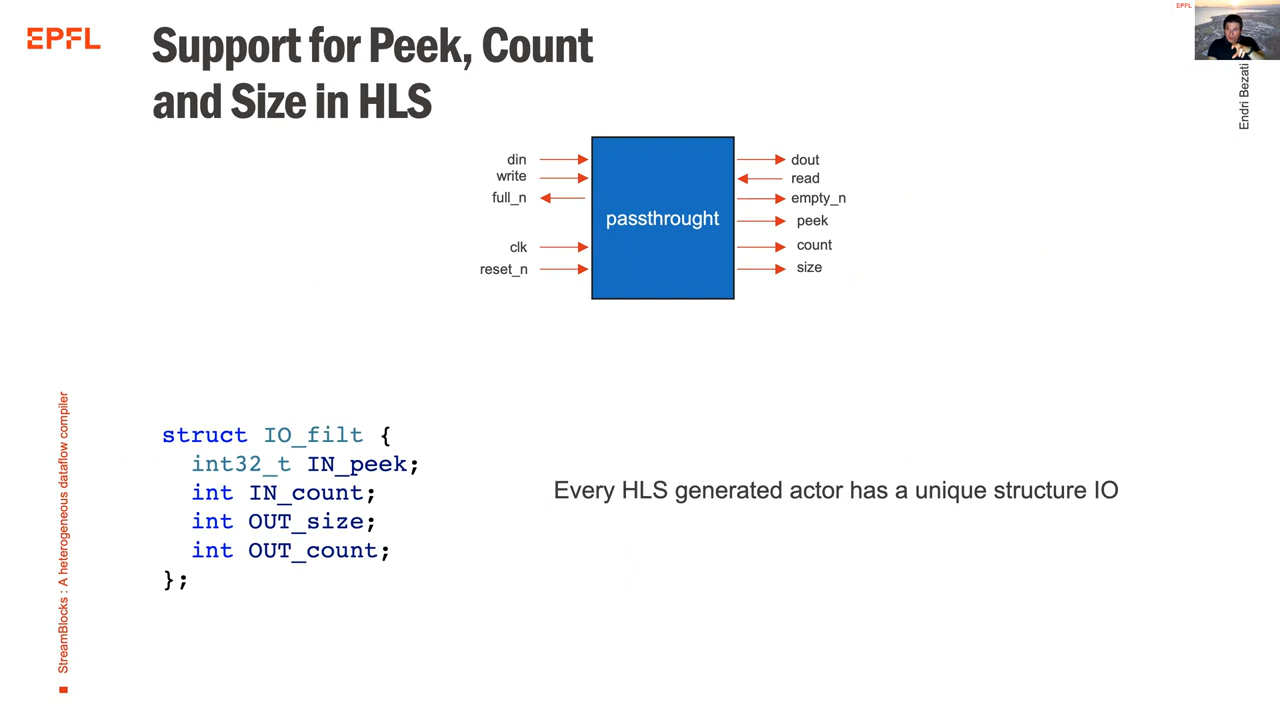 EPFL
Support for Peek, Count
and Size in HLS
EPFL
Endri Bezati
din
write
full_n
clk
reset_n
passthrought
dout
read
empty_n
peek
count
size
StreamBlocks : A heterogeneous dataflow compiler
struct IO_filt {
int32_t IN_peek;
int IN_count;
int OUT_size;
int OUT_count;
};
Every HLS generated actor has a unique structure IO